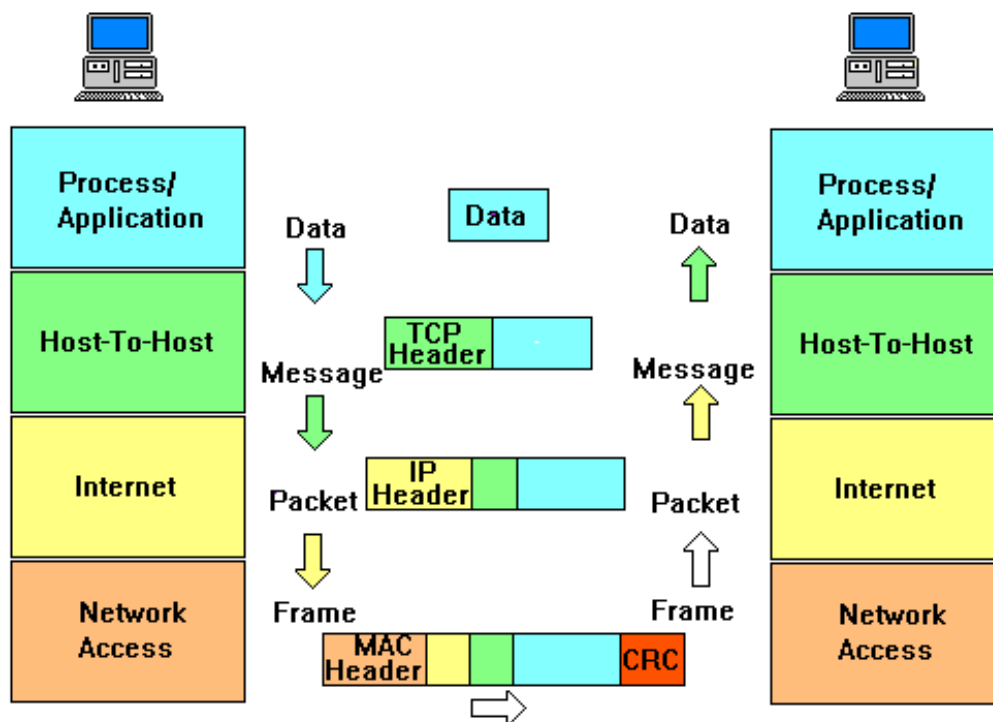 Process/
Application
Host-To-Host
Internet
Network
Access
Data
Message
Packet
Frame
Data
TCP
Header
IP
Header
MAC
Header
CRC
Data
Message
Packet
Frame
Process/
Application
Host-To-Host
Internet
Network
Access